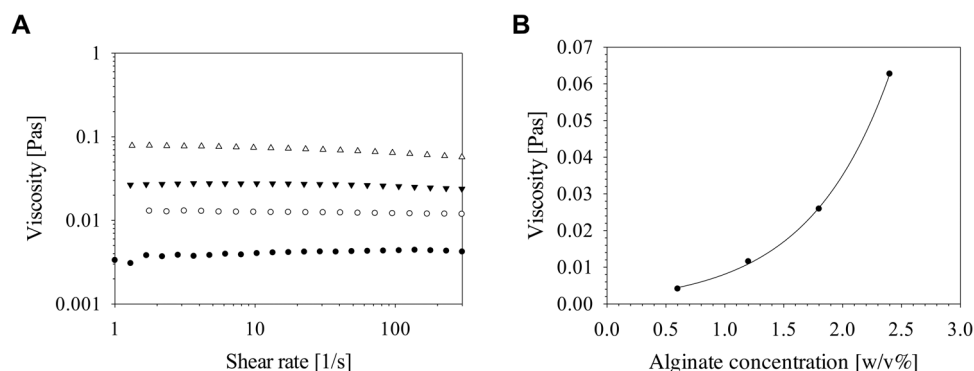 A
B
1
0.1
0.01
0.001
Viscosity [Pas]
1
10
100
Shear rate [1/s]
0.07
0.06
0.05
0.04
0.03
0.02
0.01
0.00
Viscosity [Pas]
0.0 0.5 1.0 1.5 2.0 2.5 3.0
Alginate concentration [w/v%]